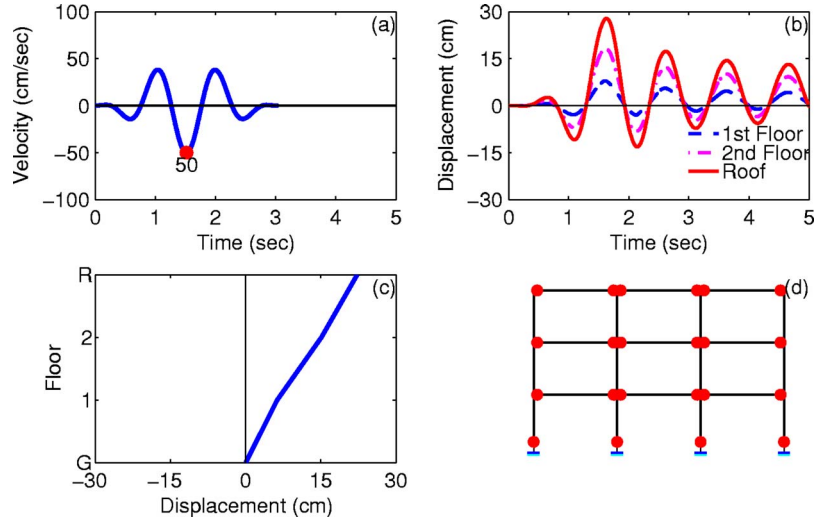 (a)
Velocity (cm/sec)
100
50
0
−50
−100
50
0 1 2 3 4 5
Time (sec)
(b)
Displacement (cm)
30
15
0
−15
−30
1st Floor
2nd Floor
Roof
0 1 2 3 4 5
Time (sec)
(c)
Floor
R
2
1
G
−30 −15 0 15 30
Displacement (cm)
(d)